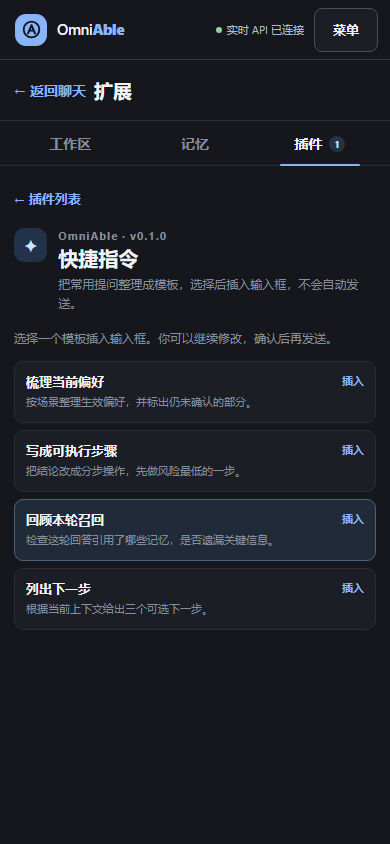 OmniAble
实时 API 已连接
菜单
← 返回聊天 扩展
工作区
记忆
插件 1
← 插件列表
OmniAble · v0.1.0
快捷指令
把常用提问整理成模板，选择后插入输入框，不会自动发
送。
选择一个模板插入输入框。你可以继续修改，确认后再发送。
梳理当前偏好
插入
按场景整理生效偏好，并标出仍未确认的部分。
写成可执行步骤
插入
把结论改成分步操作，先做风险最低的一步。
回顾本轮召回
插入
检查这轮回答引用了哪些记忆，是否遗漏关键信息。
列出下一步
插入
根据当前上下文给出三个可选下一步。